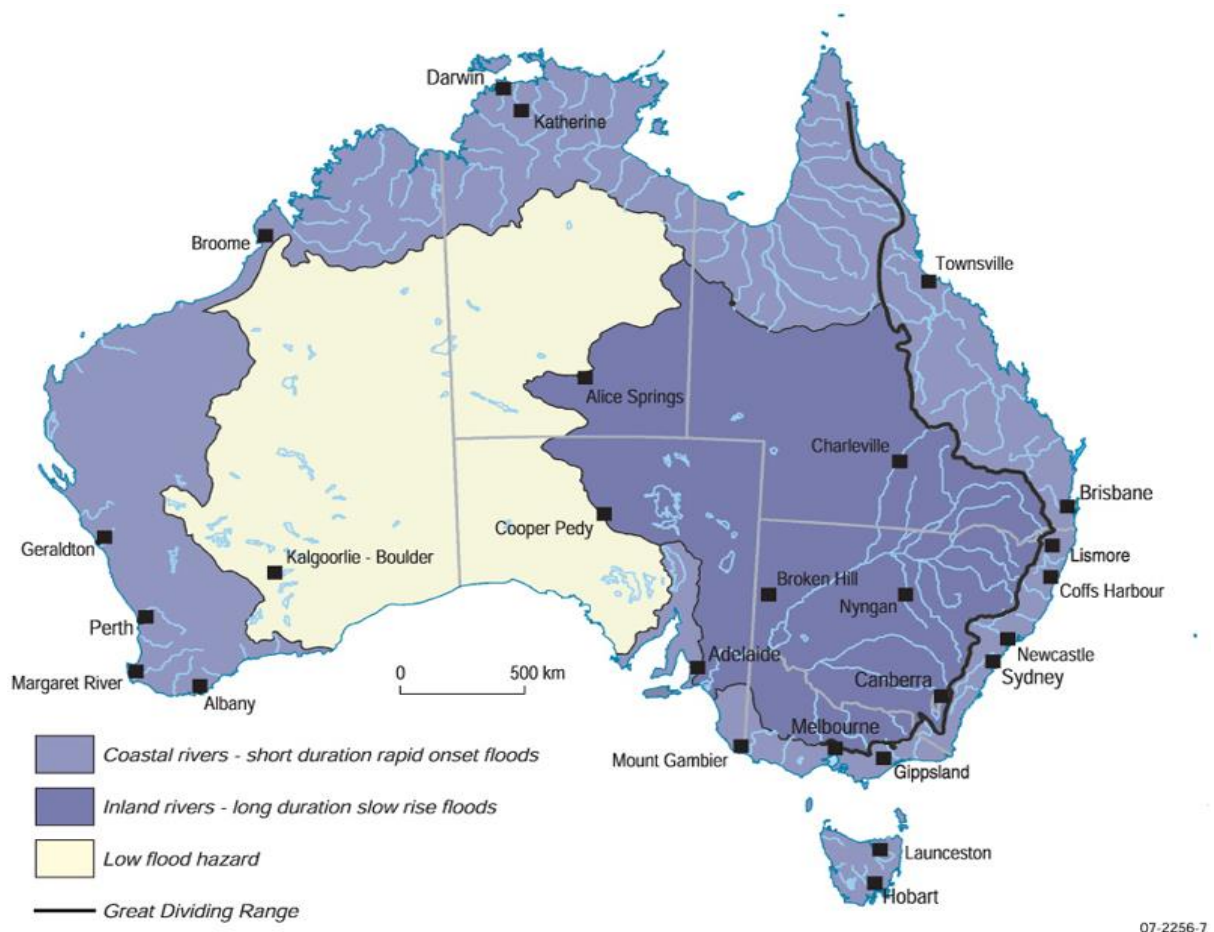 Darwin
Katherine
Broome
Townsville
Alice Springs
Charleville
Brisbane
Cooper Pedy
Geraldton
Lismore
Kalgoorlie - Boulder
Broken Hill
Coffs Harbour
Nyngan
Perth
Newcastle
Adelaide
0 500 km
Margaret River
Sydney
Canberra
Albany
Melbourne
Coastal rivers - short duration rapid onset floods
Mount Gambier
Gippsland
Inland rivers - long duration slow rise floods
Low flood hazard
Launceston
Hobart
Great Dividing Range
07-2256-7